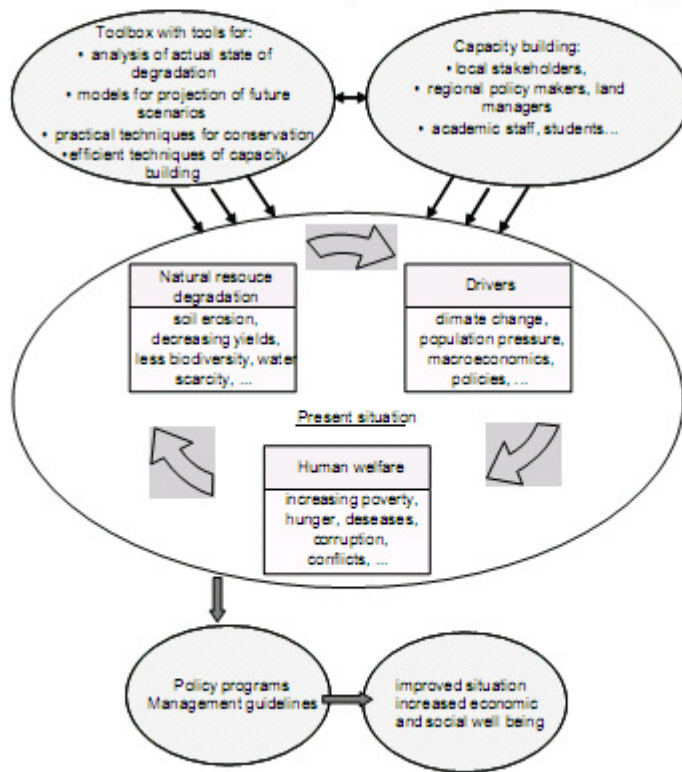 Toolbox with tools for:
• analysis of actual state of
degradation
• models for projection of future
scenarios
• practical techniques for conservation
•efficient techniques of capacity
building
Capacity building:
• local stakeholders,
• regional policy makers, land
managers
• academic staff, students...
Natural resouce
degradation
soil erosion,
decreasing yields,
less biodiversity, water
scarcity, ...
Drivers
climate change,
population pressure,
macroeconomics,
policies, ...
Present situation
Human welfare
increasing poverty,
hunger, deseases,
corruption,
conflicts, ...
Policy programs
Management guidelines
improved situation
increased economic
and social well being